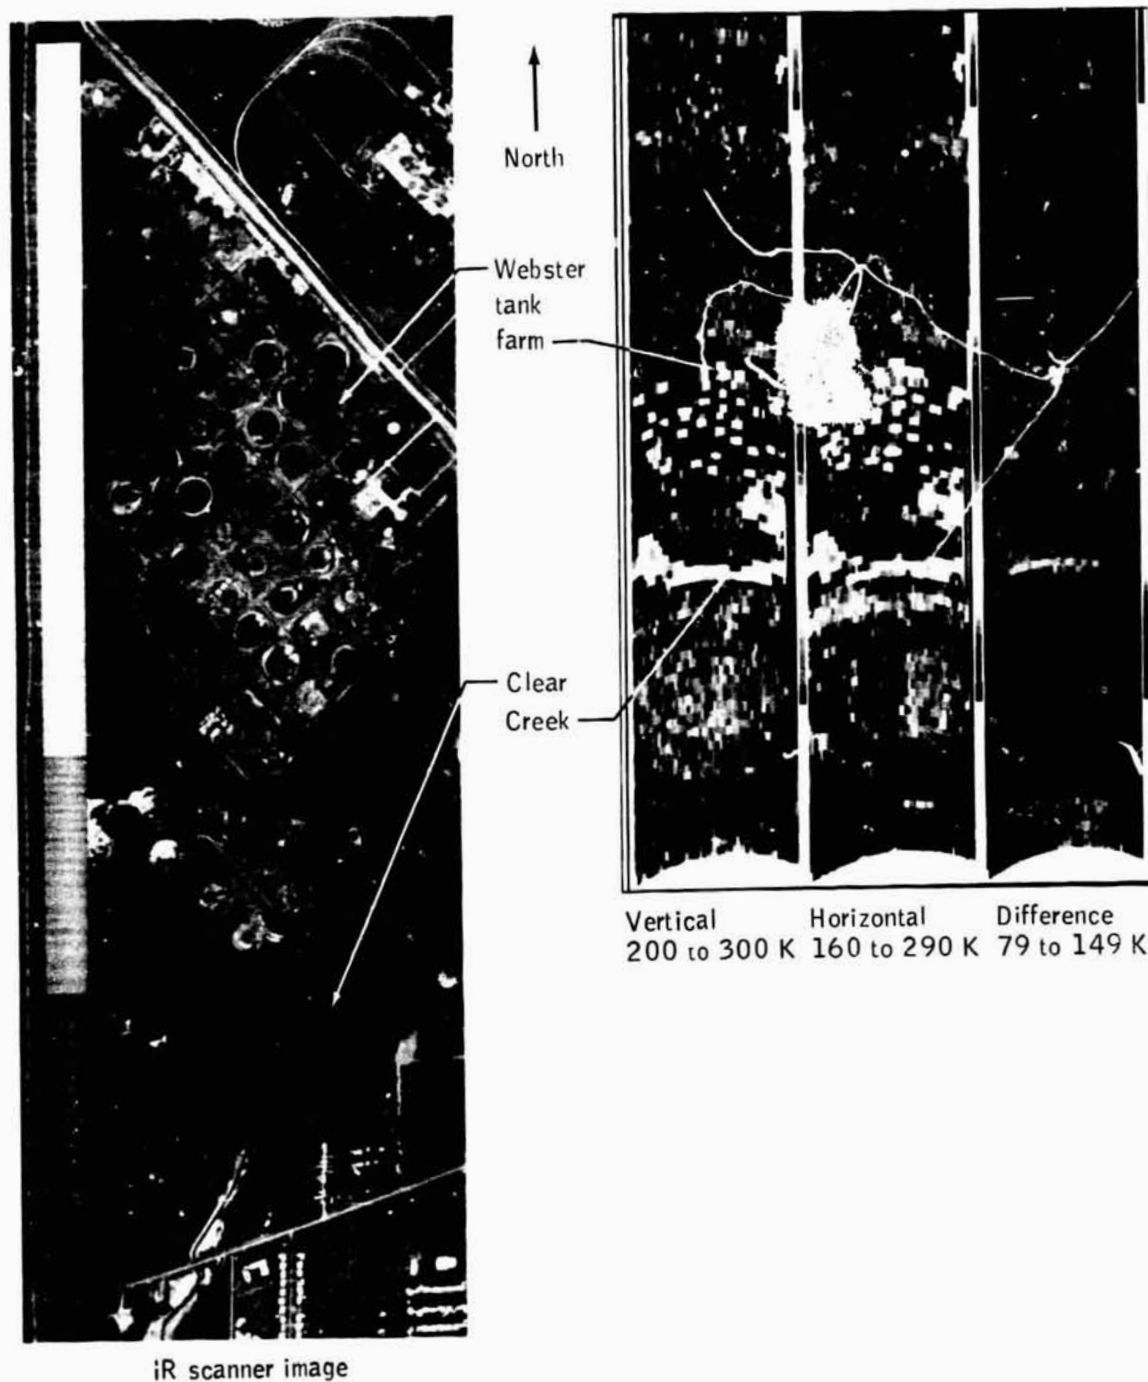 North
Webster
tank
farm
Clear
Creek
Vertical
200 to 300 K
Horizontal
160 to 290 K
Difference
79 to 149 K
iR scanner image